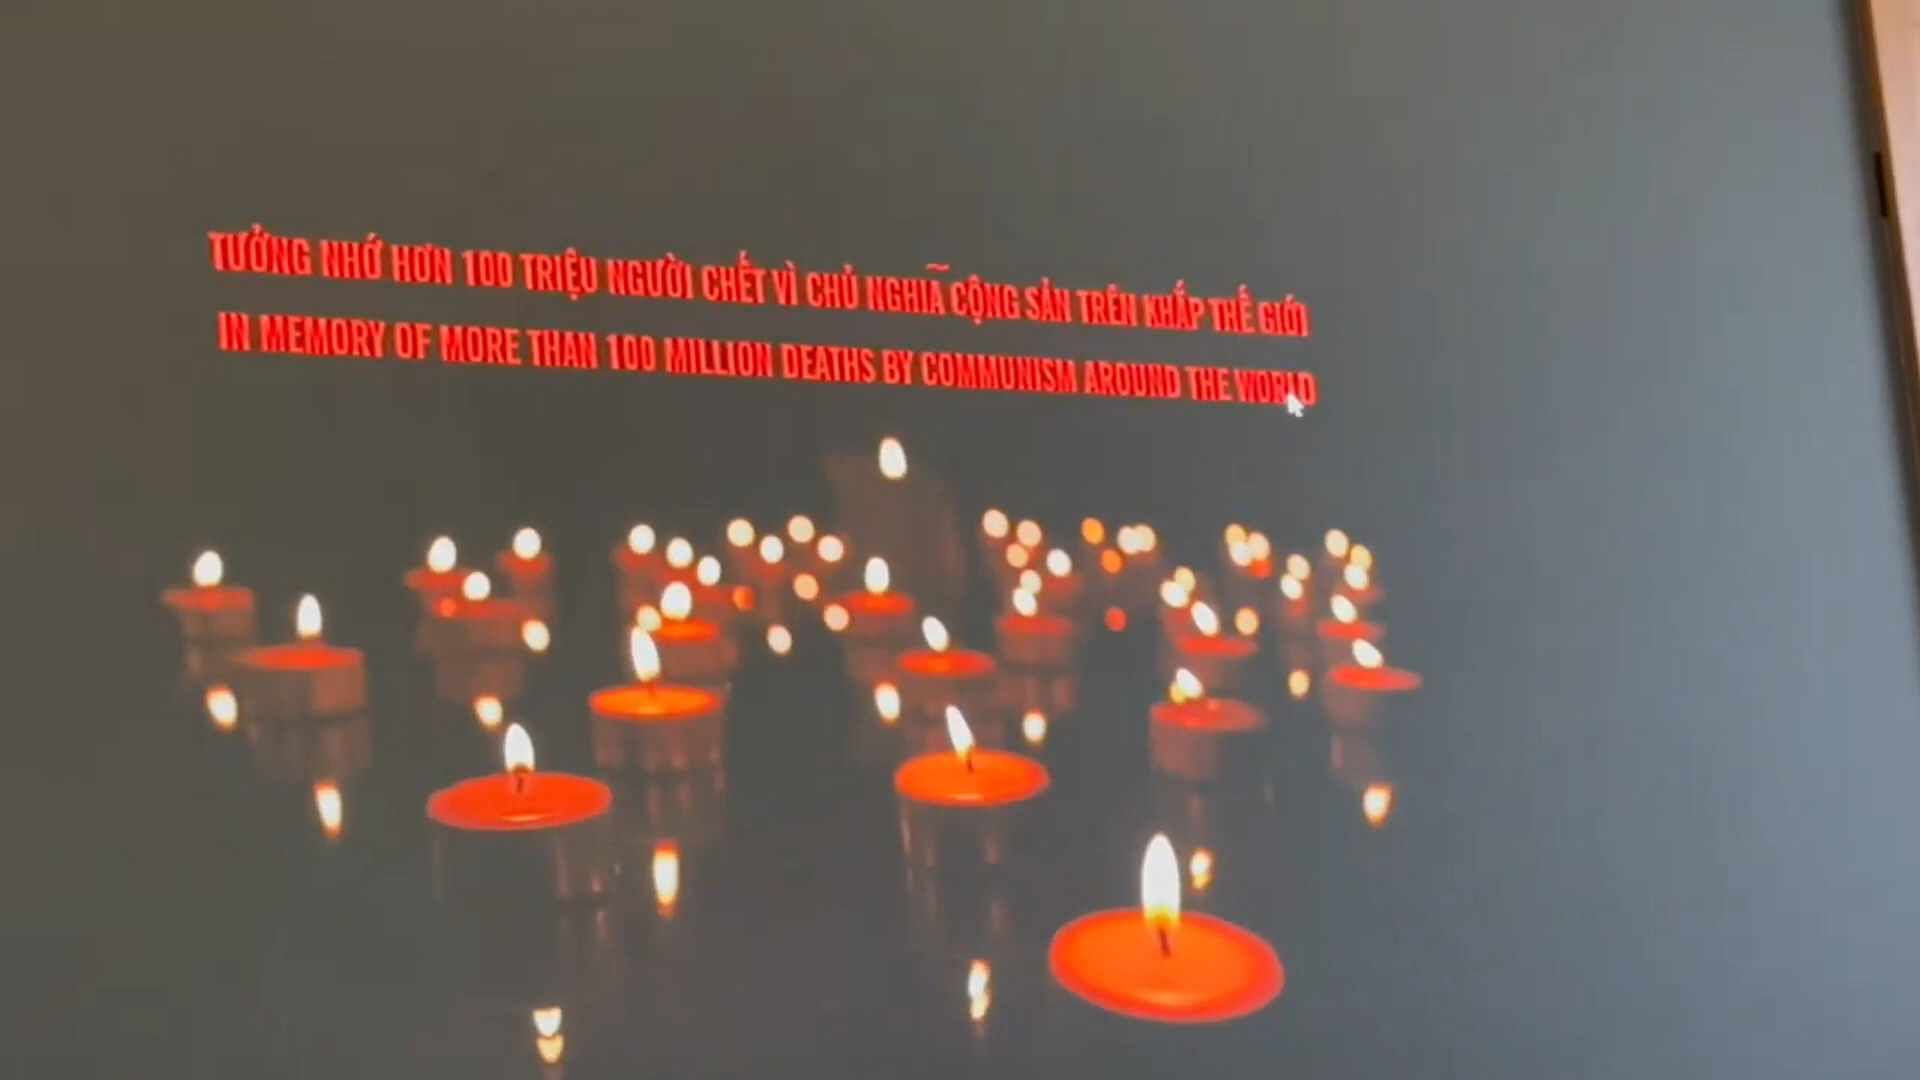 TƯỞNG NHỚ HƠN 100 TRIỆU NGƯỜI CHẾT VÌ CHỦ NGHĨA CỘNG SẢN TRÊN KHẮP THẾ GIỚI
IN MEMORY OF MORE THAN 100 MILLION DEATHS BY COMMUNISM AROUND THE WORLD